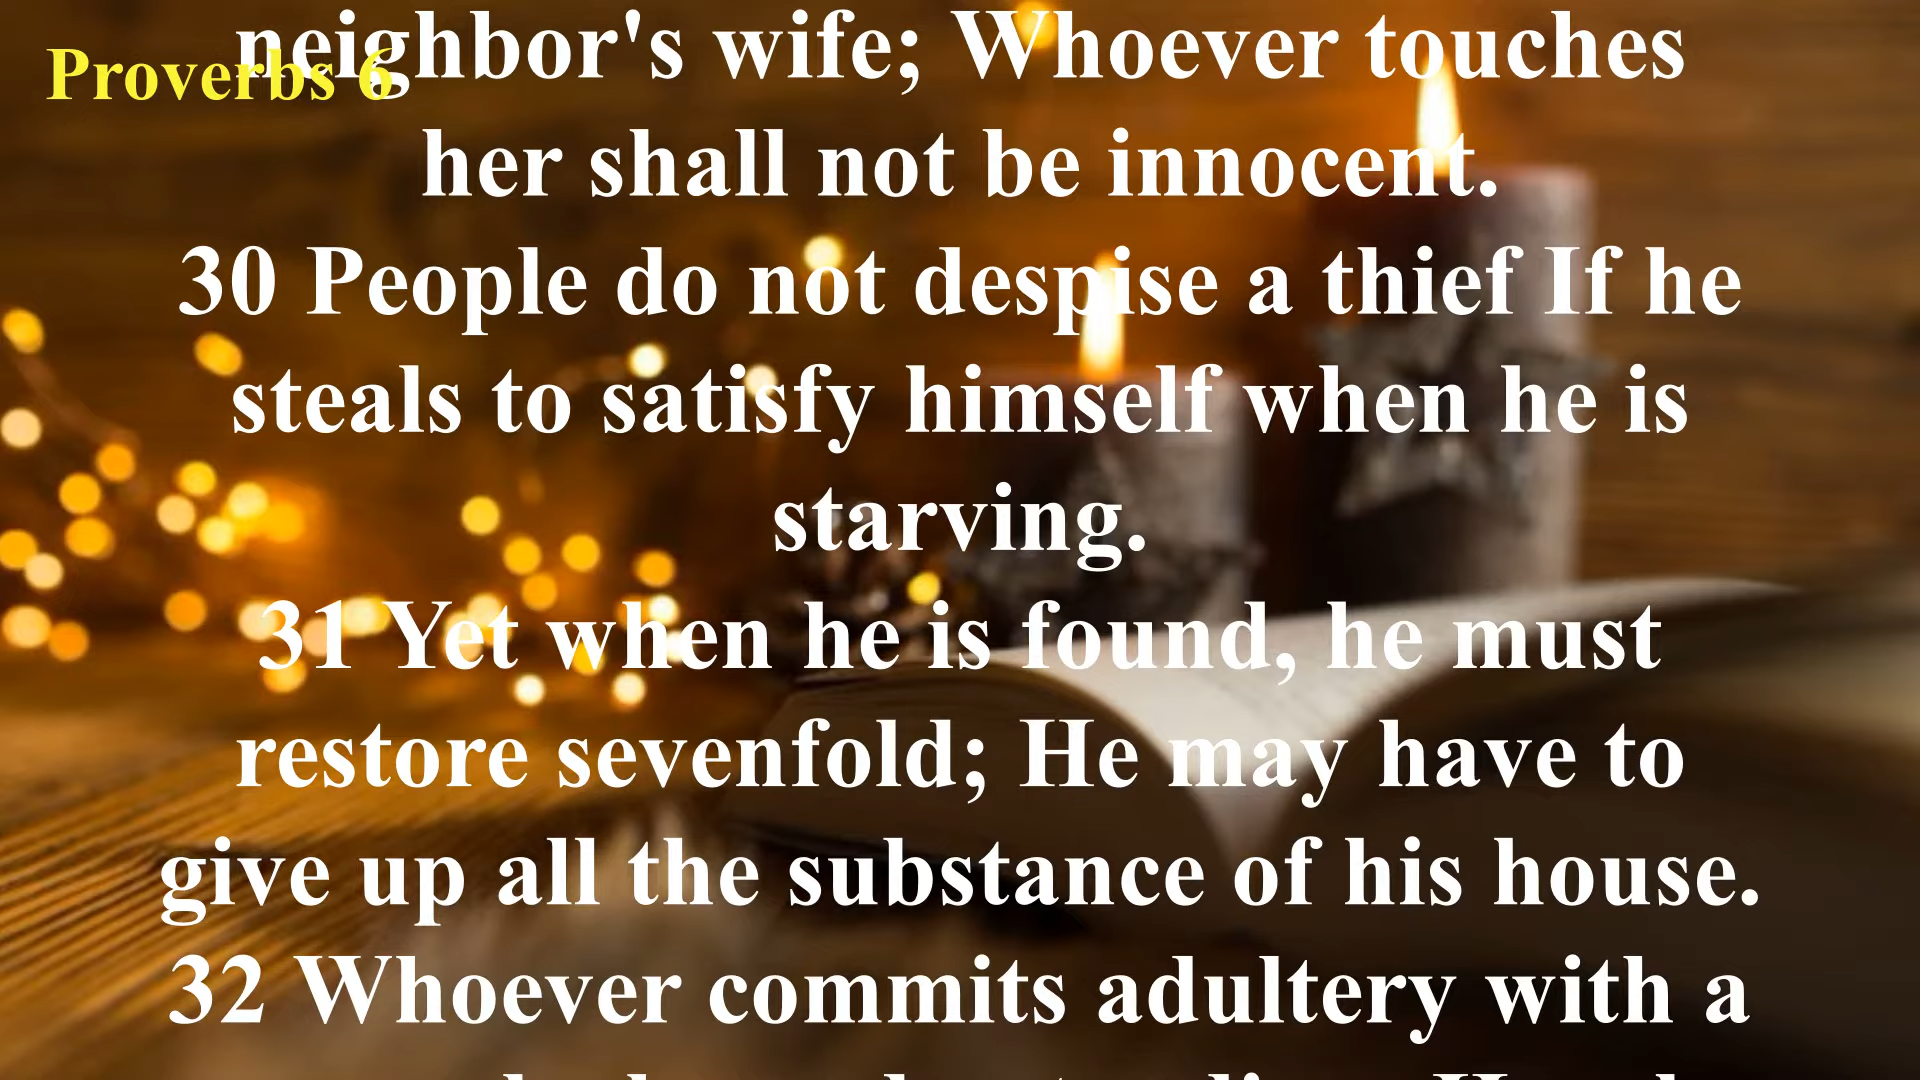 Proverbs 6
neighbor's wife; Whoever touches
her shall not be innocent.
30 People do not despise a thief If he
steals to satisfy himself when he is
starving.
31 Yet when he is found, he must
restore sevenfold; He may have to
give up all the substance of his house.
32 Whoever commits adultery with a